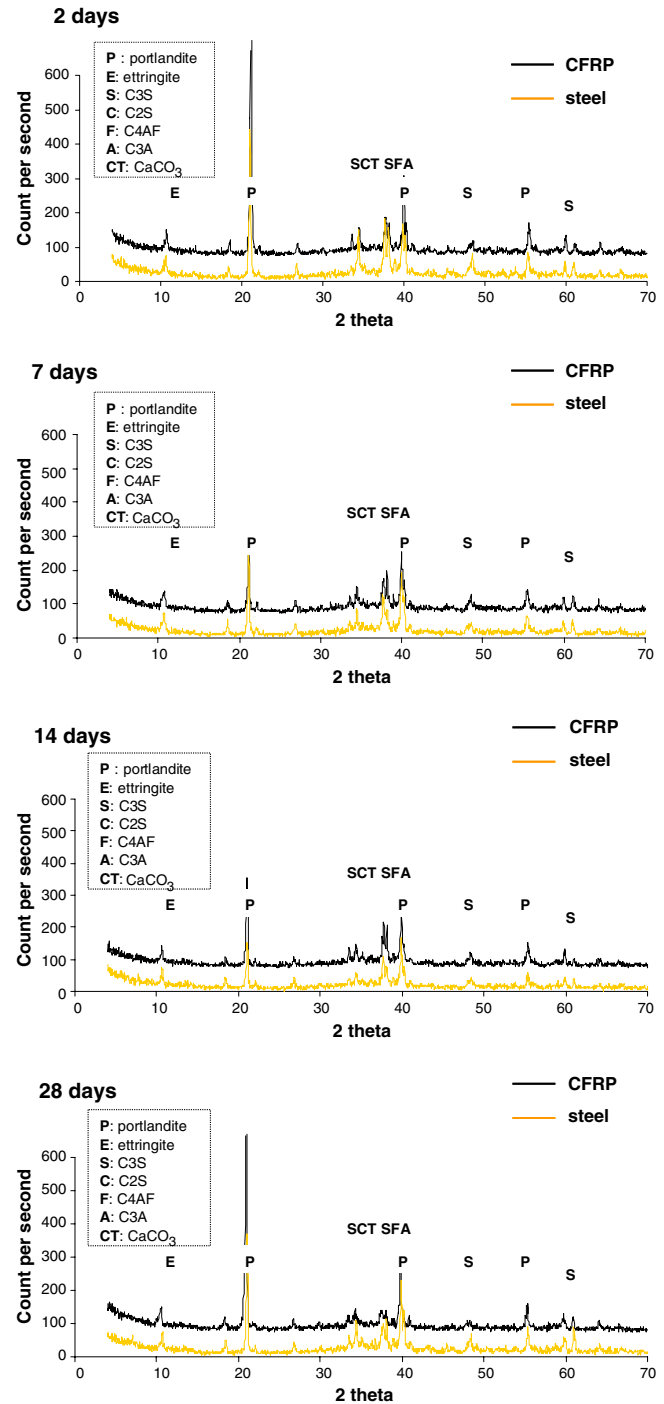 2 days
P : portlandite
E: ettringite
S: C3S
C: C2S
F: C4AF
A: C3A
CT: CaCO3
CFRP
steel
Count per second
600
500
400
300
200
100
0
SCT SFA
E P P S P S
0 10 20 30 40 50 60 70
2 theta
7 days
P : portlandite
E: ettringite
S: C3S
C: C2S
F: C4AF
A: C3A
CT: CaCO3
CFRP
steel
Count per second
600
500
400
300
200
100
0
SCT SFA
E P P S P S
0 10 20 30 40 50 60 70
2 theta
14 days
P : portlandite
E: ettringite
S: C3S
C: C2S
F: C4AF
A: C3A
CT: CaCO3
CFRP
steel
Count per second
600
500
400
300
200
100
0
SCT SFA
E P P S P S
0 10 20 30 40 50 60 70
2 theta
28 days
P: portlandite
E: ettringite
S: C3S
C: C2S
F: C4AF
A: C3A
CT: CaCO3
CFRP
steel
Count per second
600
500
400
300
200
100
0
SCT SFA
E P P S P S
0 10 20 30 40 50 60 70
2 theta